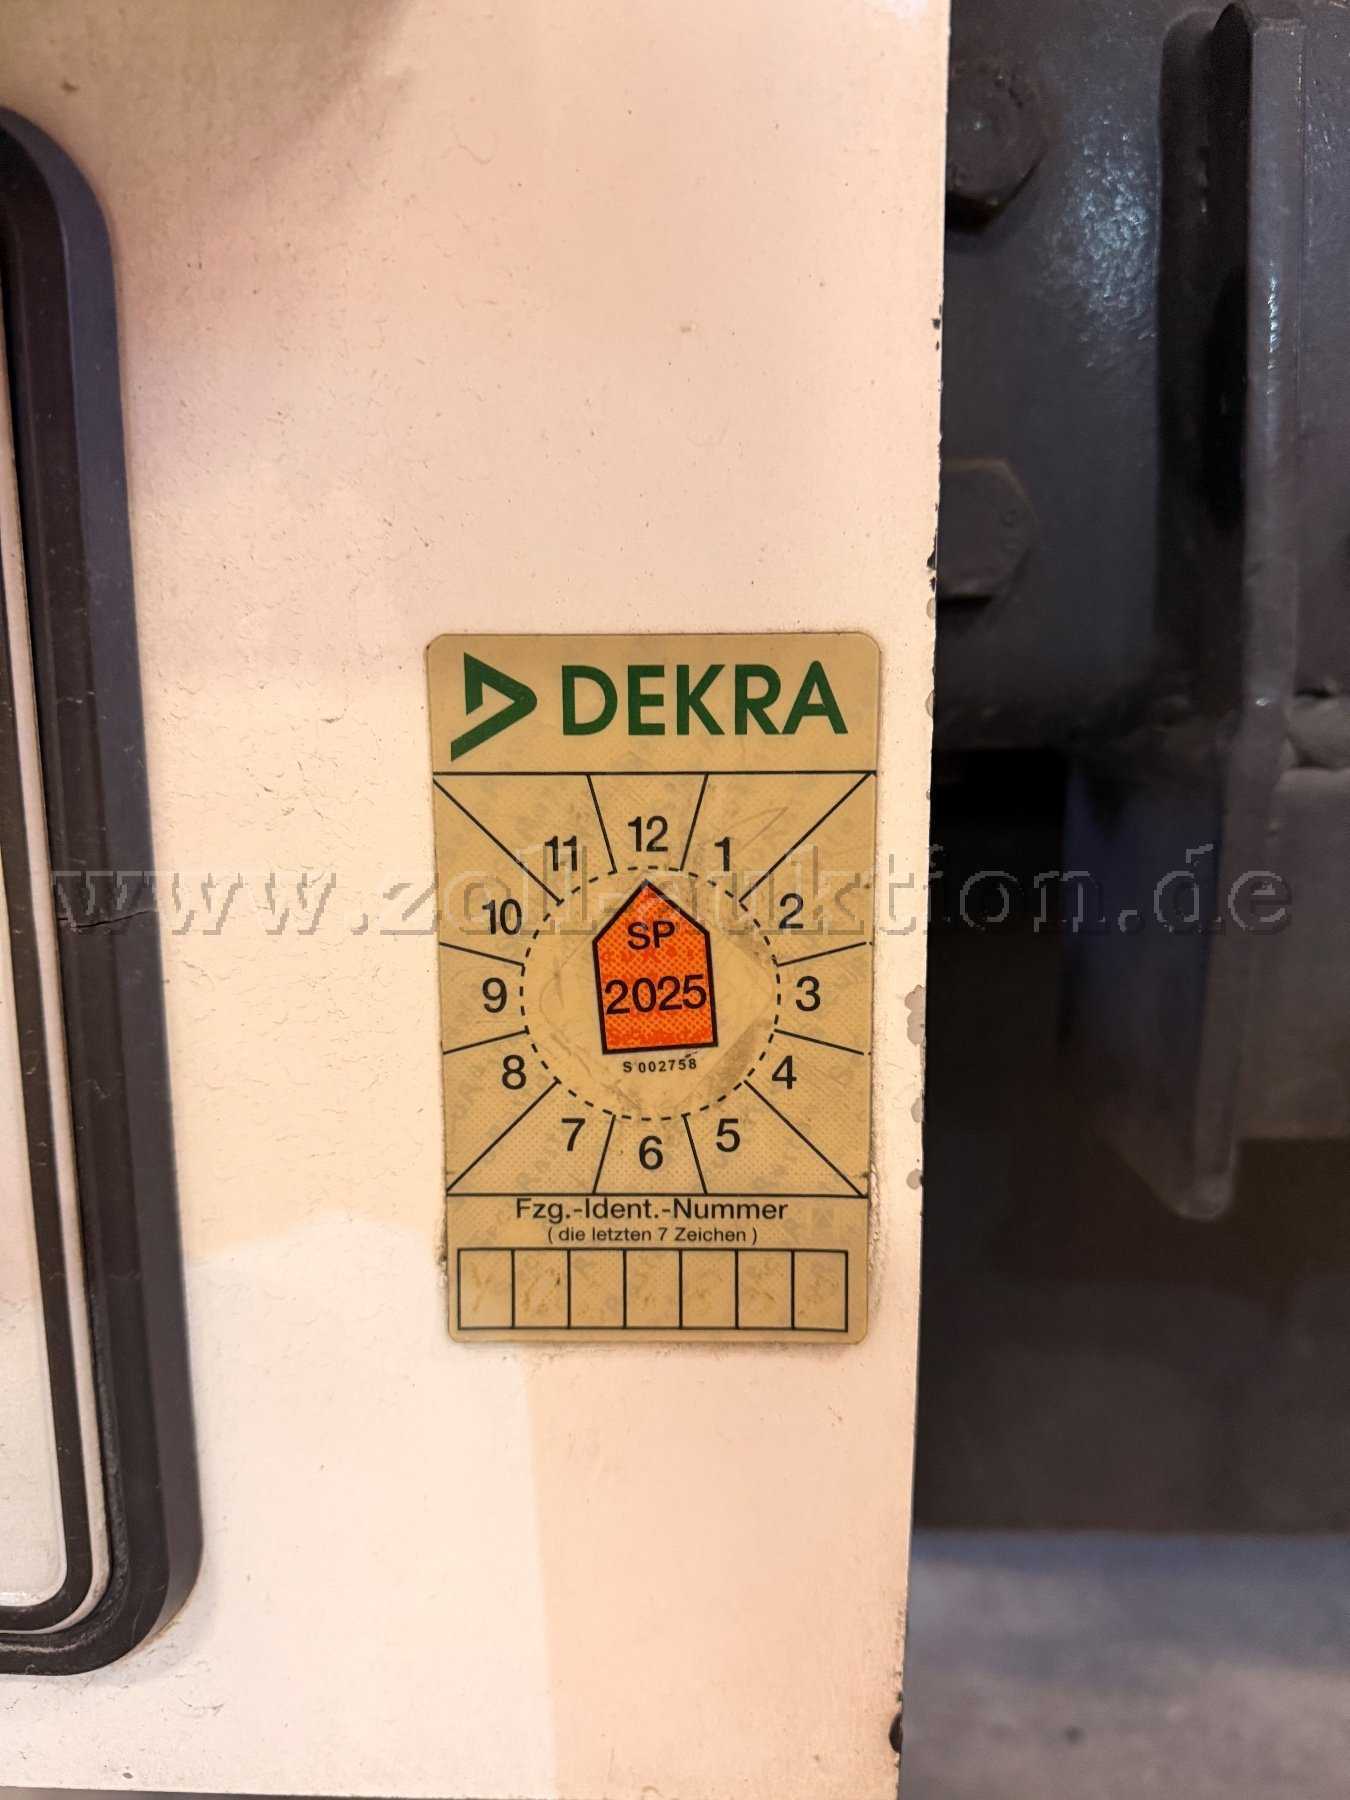 DEKRA
12
11
1
10
2
9
3
8
4
7
5
6
SP
2025
S 002758
Fzg.-Ident.-Nummer
( die letzten 7 Zeichen )
www.zoll-auktion.de